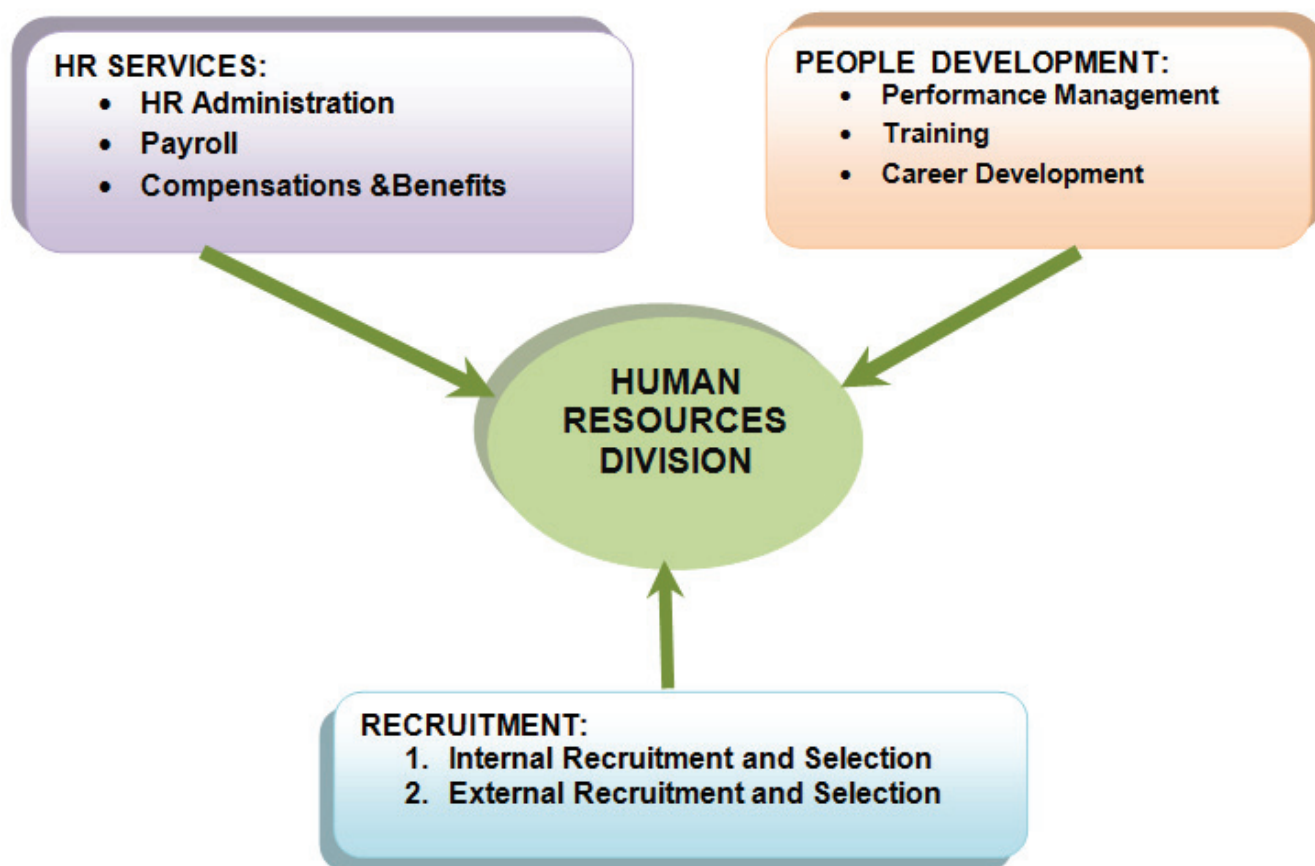 HR SERVICES:
• HR Administration
• Payroll
• Compensations &Benefits
PEOPLE DEVELOPMENT:
• Performance Management
• Training
• Career Development
HUMAN
RESOURCES
DIVISION
RECRUITMENT:
1. Internal Recruitment and Selection
2. External Recruitment and Selection